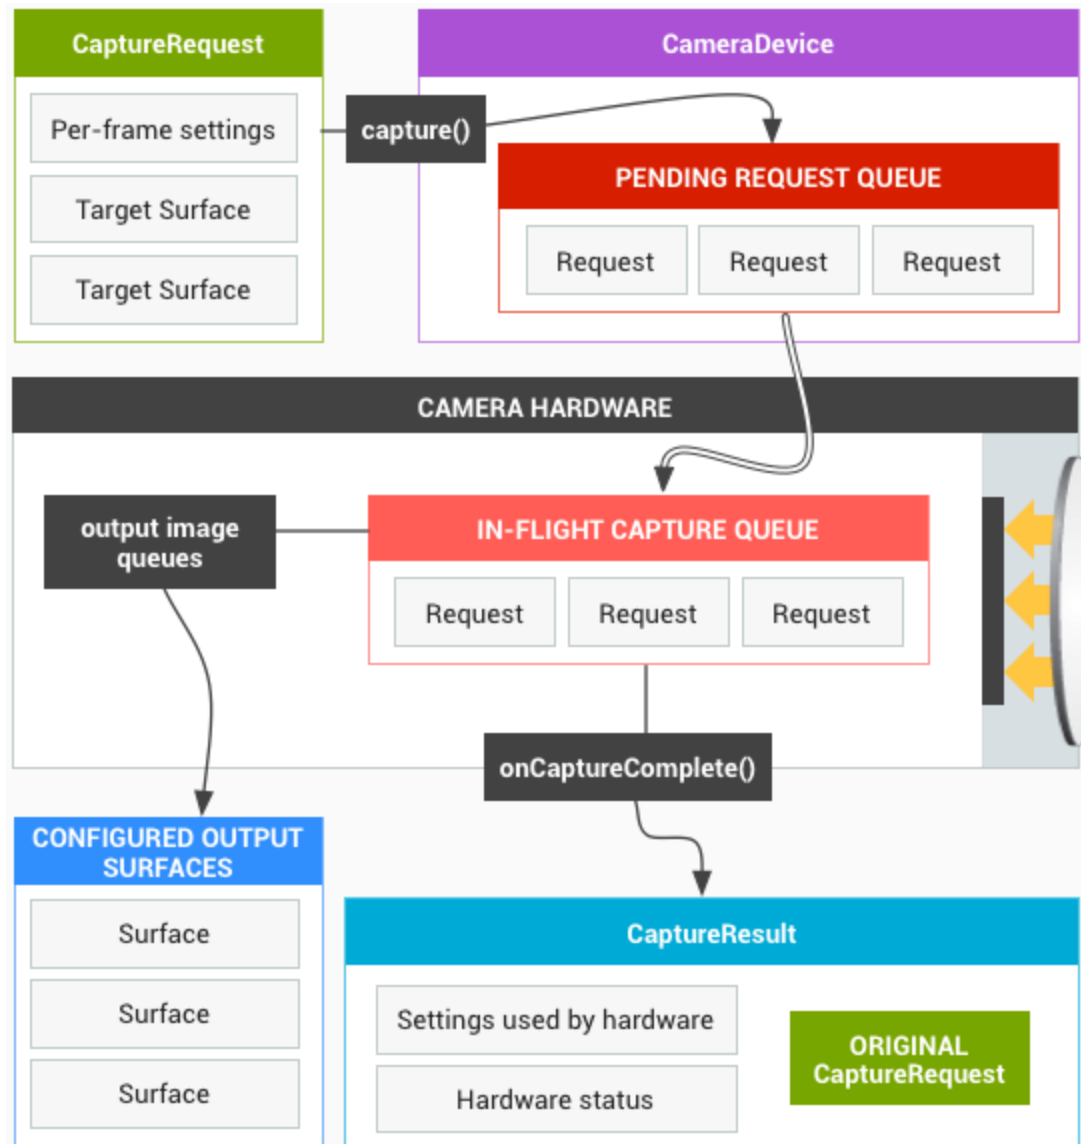 CaptureRequest
Per-frame settings
Target Surface
Target Surface
capture()
CameraDevice
PENDING REQUEST QUEUE
Request
Request
Request
CAMERA HARDWARE
output image
queues
IN-FLIGHT CAPTURE QUEUE
Request
Request
Request
onCaptureComplete()
CONFIGURED OUTPUT
SURFACES
Surface
Surface
Surface
CaptureResult
Settings used by hardware
Hardware status
ORIGINAL
CaptureRequest